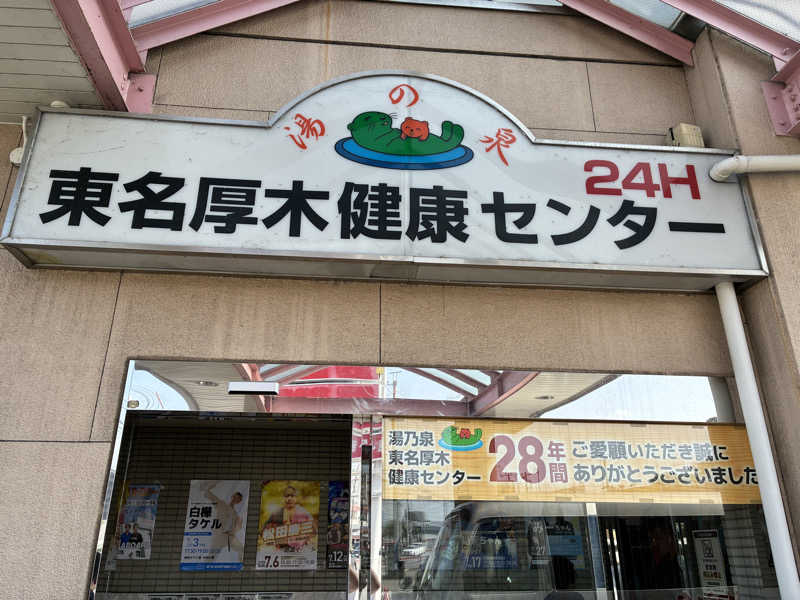 湯の泉
東名厚木健康センター
24H
湯乃泉
東名厚木
健康センター
28年間
ご愛顧いただき誠に
ありがとうございました
白樺
タケル
7.6